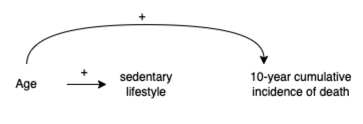 +
+
Age
sedentary
lifestyle
10-year cumulative
incidence of death